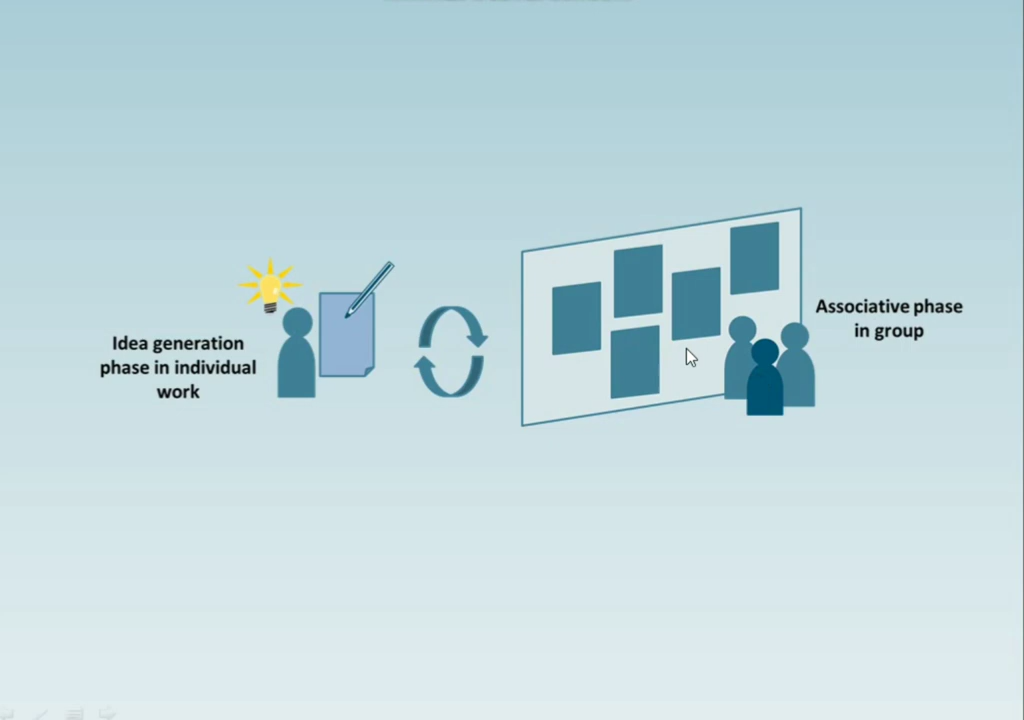 Idea generation
phase in individual
work
Associative phase
in group